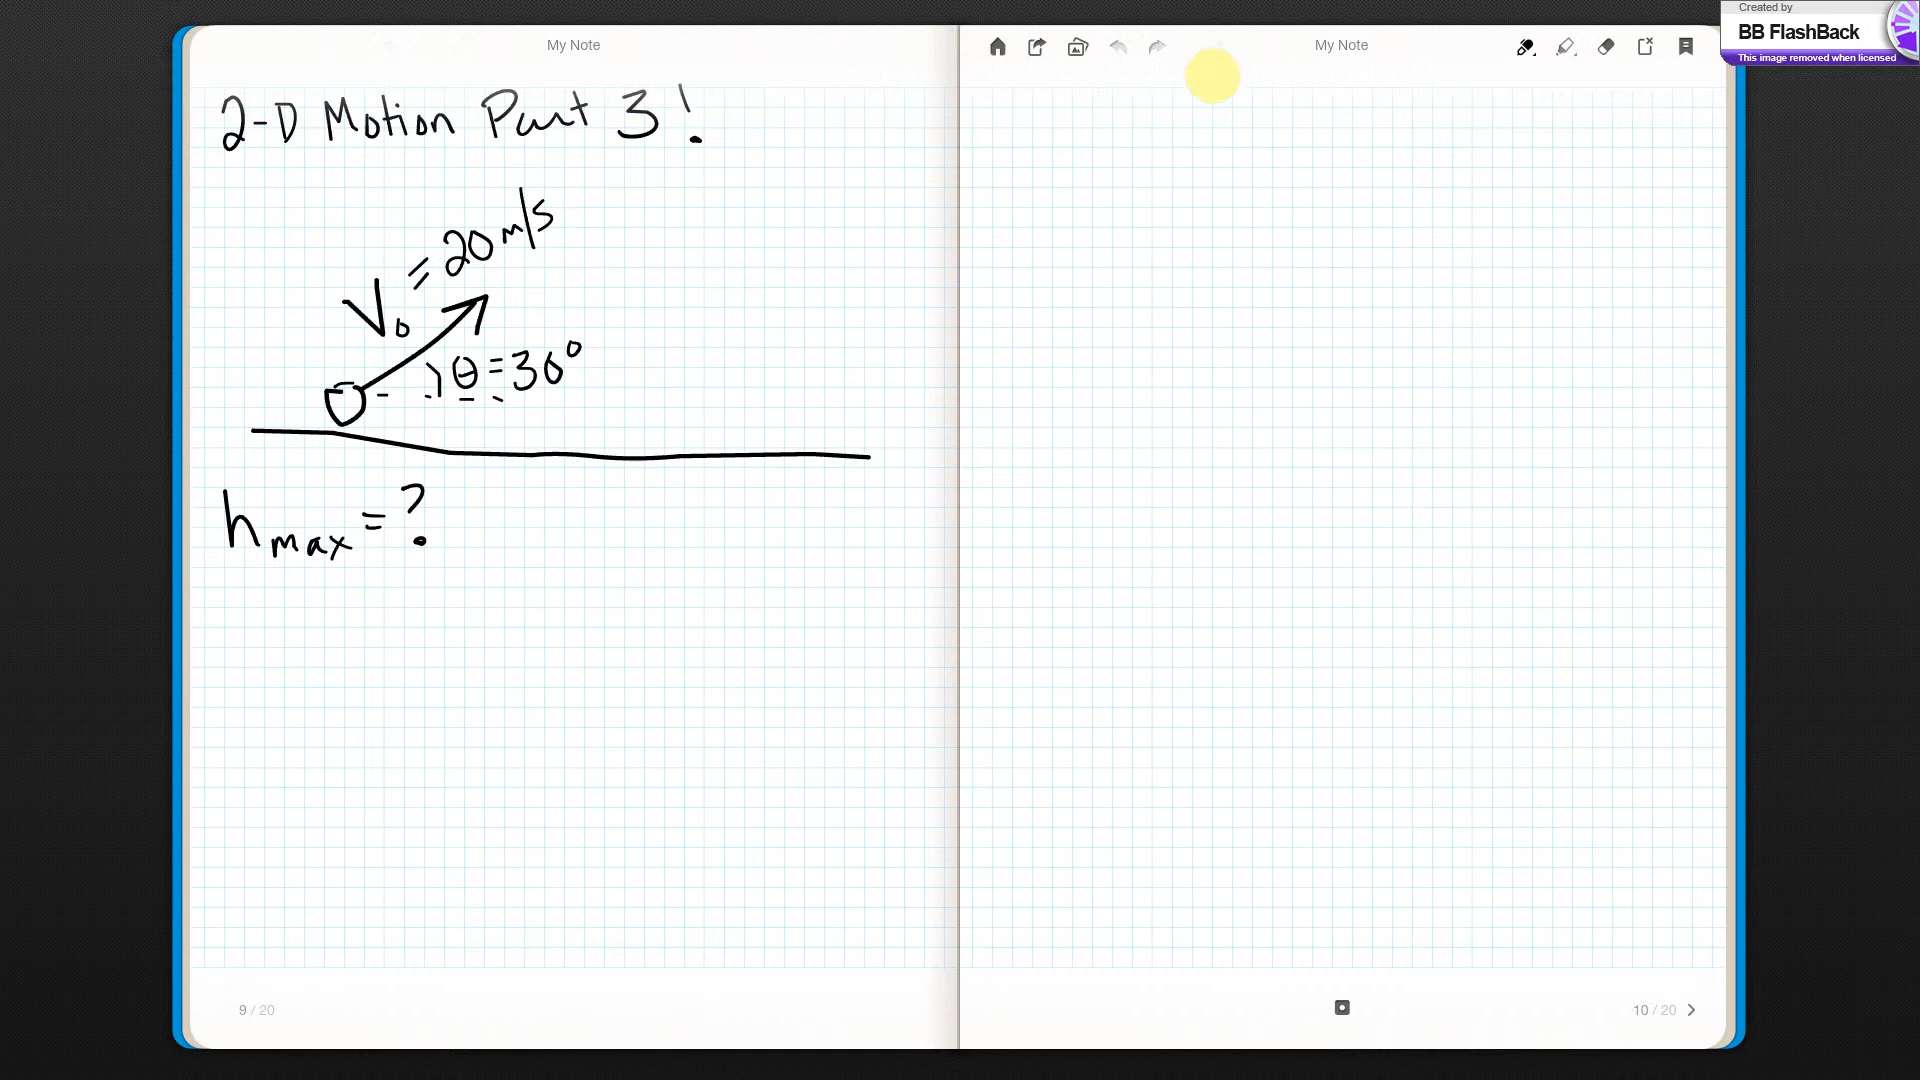 My Note
2-D Motion Part 3!
V₀ = 20 m/s
θ = 30°
hmax = ?
9 / 20
My Note
10 / 20
Created by
BB FlashBack
This image removed when licensed